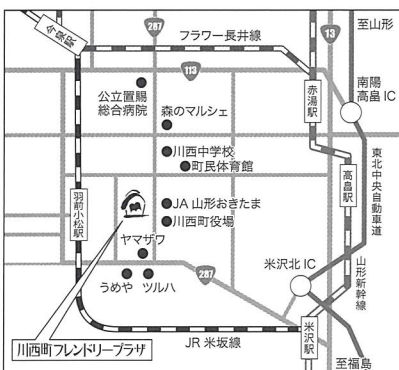 今泉駅
287
フラワー長井線
13
至山形
113
公立置賜
総合病院
赤湯駅
南陽
高畠IC
森のマルシェ
川西中学校
町民体育館
東北中央自動車道
高畠駅
羽前小松駅
JA山形おきたま
川西町役場
ヤマザワ
山形新幹線
米沢北IC
287
うめや
ツルハ
川西町フレンドリープラザ
JR米坂線
米沢駅
至福島